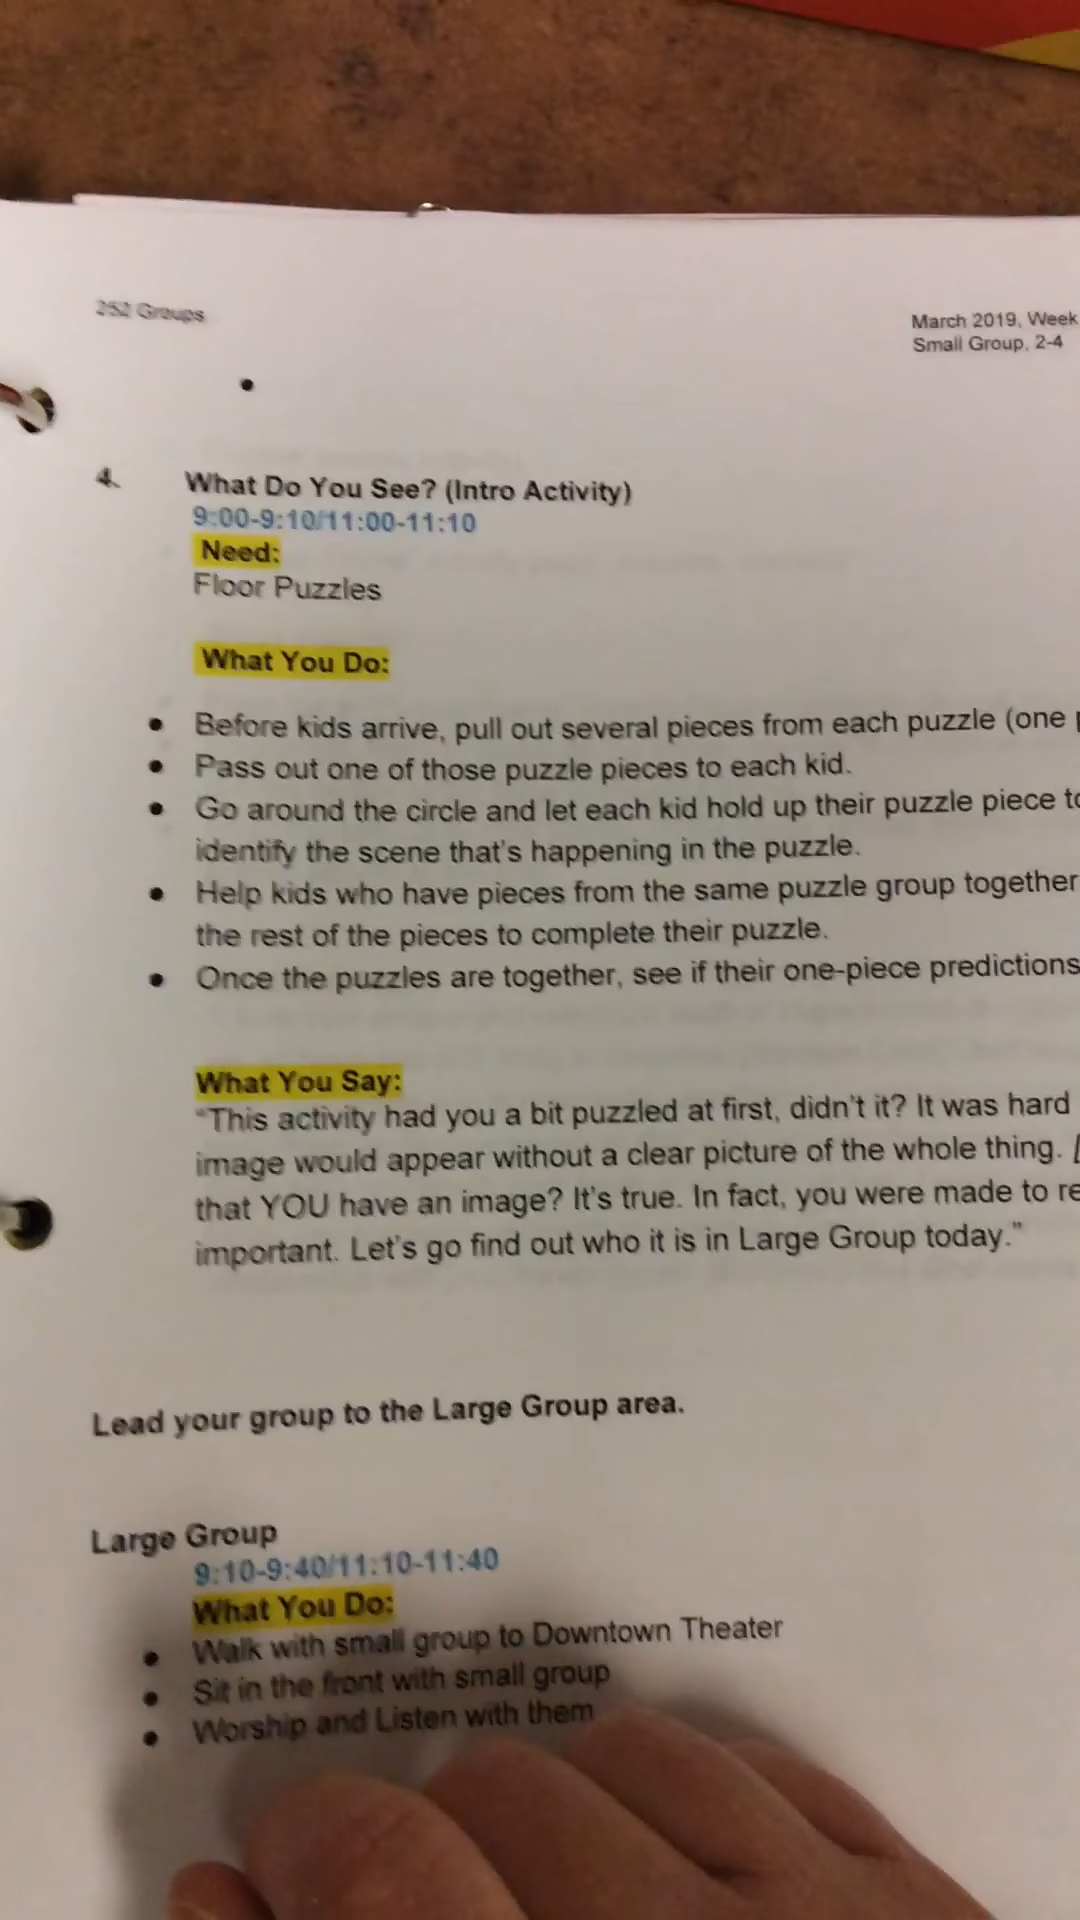 252 Groups
March 2019, Week
Small Group, 2-4
4. What Do You See? (Intro Activity)
9:00-9:10/11:00-11:10
Need:
Floor Puzzles
What You Do:
• Before kids arrive, pull out several pieces from each puzzle (one
• Pass out one of those puzzle pieces to each kid.
• Go around the circle and let each kid hold up their puzzle piece
identify the scene that's happening in the puzzle.
• Help kids who have pieces from the same puzzle group together
the rest of the pieces to complete their puzzle.
• Once the puzzles are together, see if their one-piece predictions
What You Say:
"This activity had you a bit puzzled at first, didn't it? It was hard
image would appear without a clear picture of the whole thing. [
that YOU have an image? It's true. In fact, you were made to
important. Let's go find out who it is in Large Group today."
Lead your group to the Large Group area.
Large Group
9:10-9:40/11:10-11:40
What You Do:
• Walk with small group to Downtown Theater
• Sit in the front with small group
• Worship and Listen with them